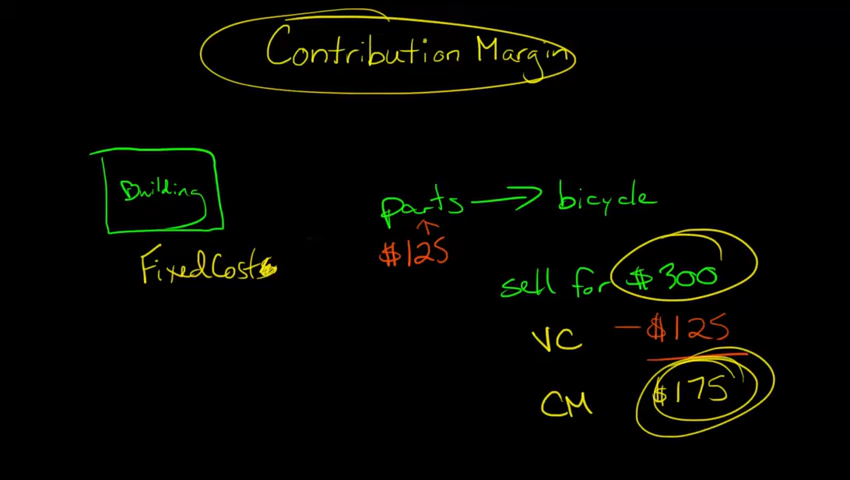 Contribution Margin
Building
Fixed Costs
parts → bicycle
↑
$125
sell for $300
VC - $125
CM $175